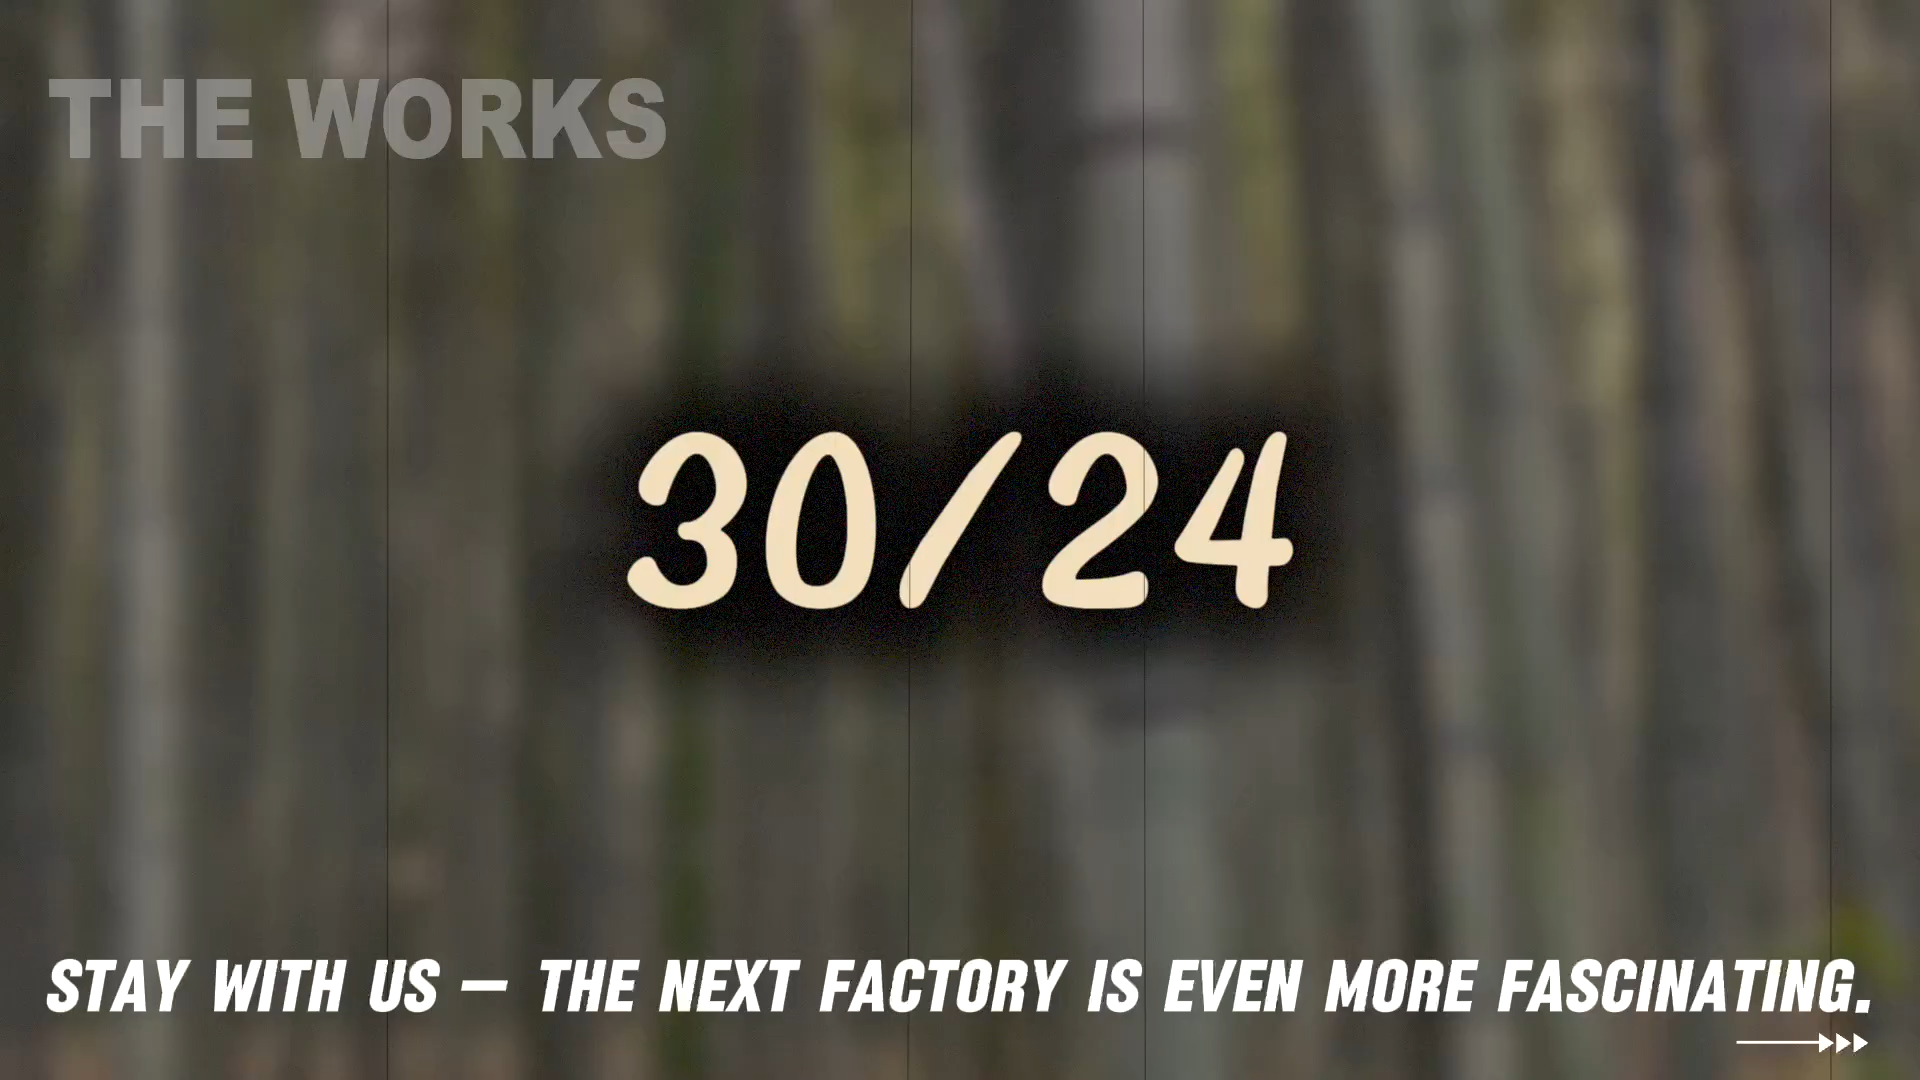 THE WORKS
30/24
STAY WITH US – THE NEXT FACTORY IS EVEN MORE FASCINATING.